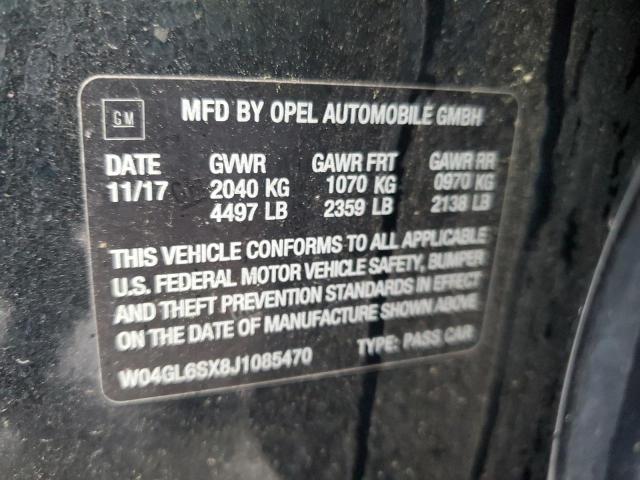 GM
MFD BY OPEL AUTOMOBILE GMBH
DATE GVWR GAWR FRT GAWR RR
11/17 2040 KG 1070 KG 0970 KG
4497 LB 2359 LB 2138 LB
THIS VEHICLE CONFORMS TO ALL APPLICABLE
U.S. FEDERAL MOTOR VEHICLE SAFETY, BUMPER
AND THEFT PREVENTION STANDARDS IN EFFECT
ON THE DATE OF MANUFACTURE SHOWN ABOVE
W04GL6SX8J1085470 TYPE: PASS CAR